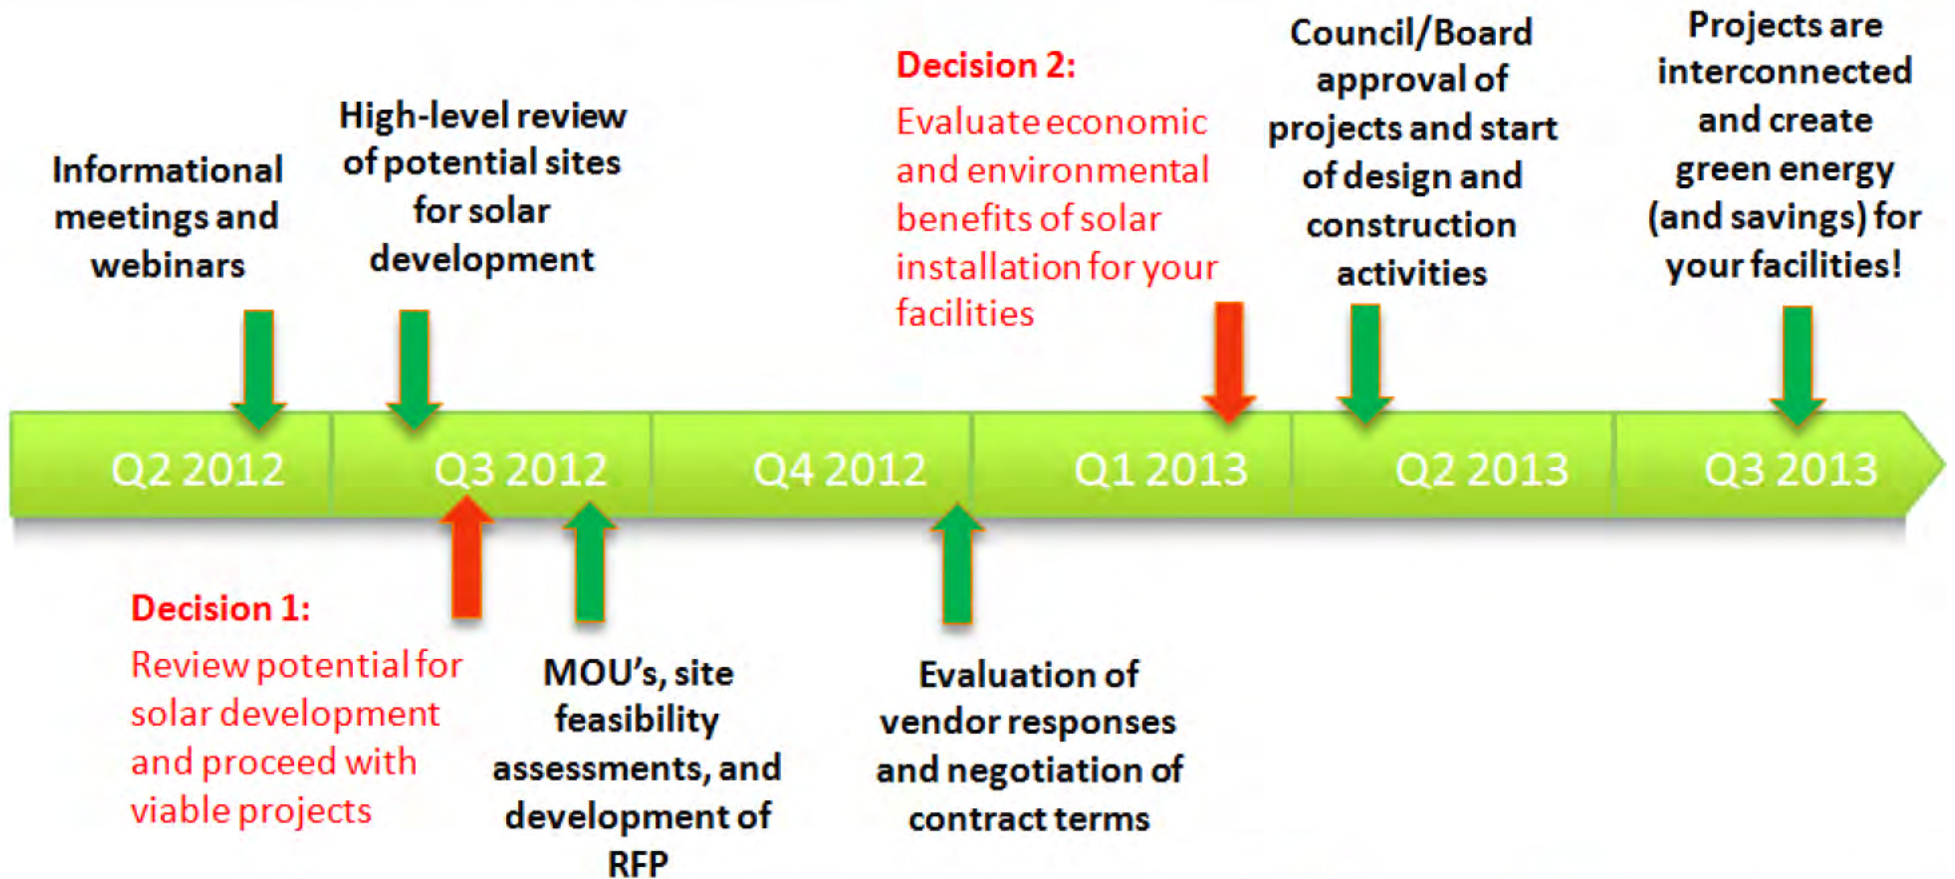 Informational
meetings and
webinars
High-level review
of potential sites
for solar
development
Decision 2:
Evaluate economic
and environmental
benefits of solar
installation for your
facilities
Council/Board
approval of
projects and start
of design and
construction
activities
Projects are
interconnected
and create
green energy
(and savings) for
your facilities!
Q2 2012
Q3 2012
Q4 2012
Q1 2013
Q2 2013
Q3 2013
Decision 1:
Review potential for
solar development
and proceed with
viable projects
MOU’s, site
feasibility
assessments, and
development of
RFP
Evaluation of
vendor responses
and negotiation of
contract terms